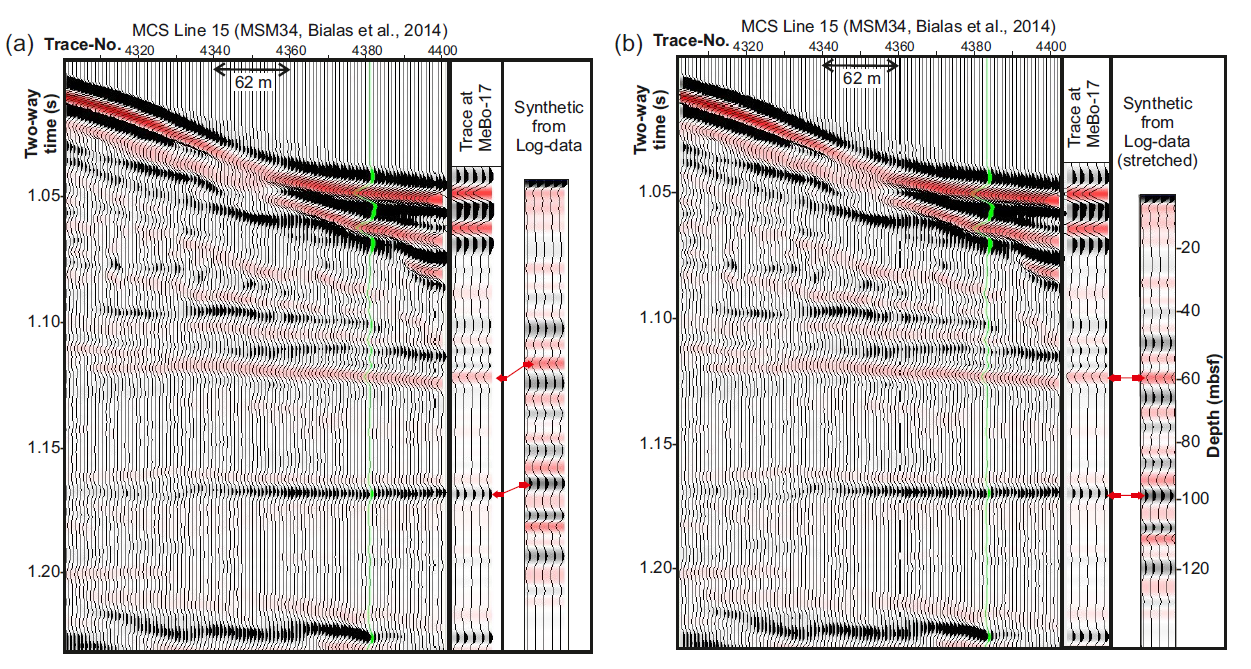 (a)
MCS Line 15 (MSM34, Bialas et al., 2014)
Trace-No. 4320 4340 4360 4380 4400
62 m
Two-way
time (s)
1.05
1.10
1.15
1.20
Trace at
MeBo-17
Synthetic
from
Log-data
(b)
MCS Line 15 (MSM34, Bialas et al., 2014)
Trace-No. 4320 4340 4360 4380 4400
62 m
Two-way
time (s)
1.05
1.10
1.15
1.20
Trace at
MeBo-17
Synthetic
from
Log-data
(stretched)
-20
-40
-60
-80
-100
-120
Depth (mbsf)